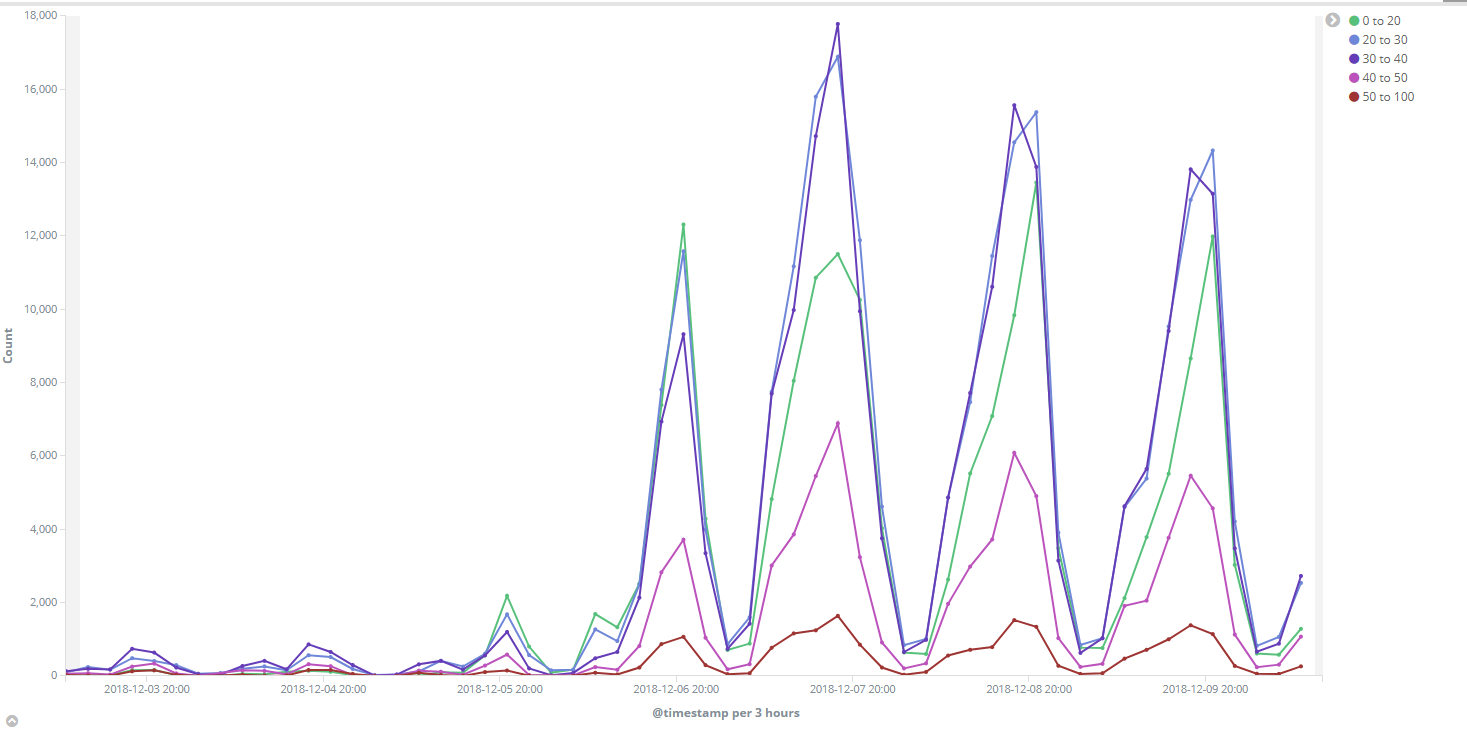 18,000
16,000
14,000
12,000
10,000
8,000
6,000
4,000
2,000
0
Count
2018-12-03 20:00
2018-12-04 20:00
2018-12-05 20:00
2018-12-06 20:00
2018-12-07 20:00
2018-12-08 20:00
2018-12-09 20:00
@timestamp per 3 hours
0 to 20
20 to 30
30 to 40
40 to 50
50 to 100